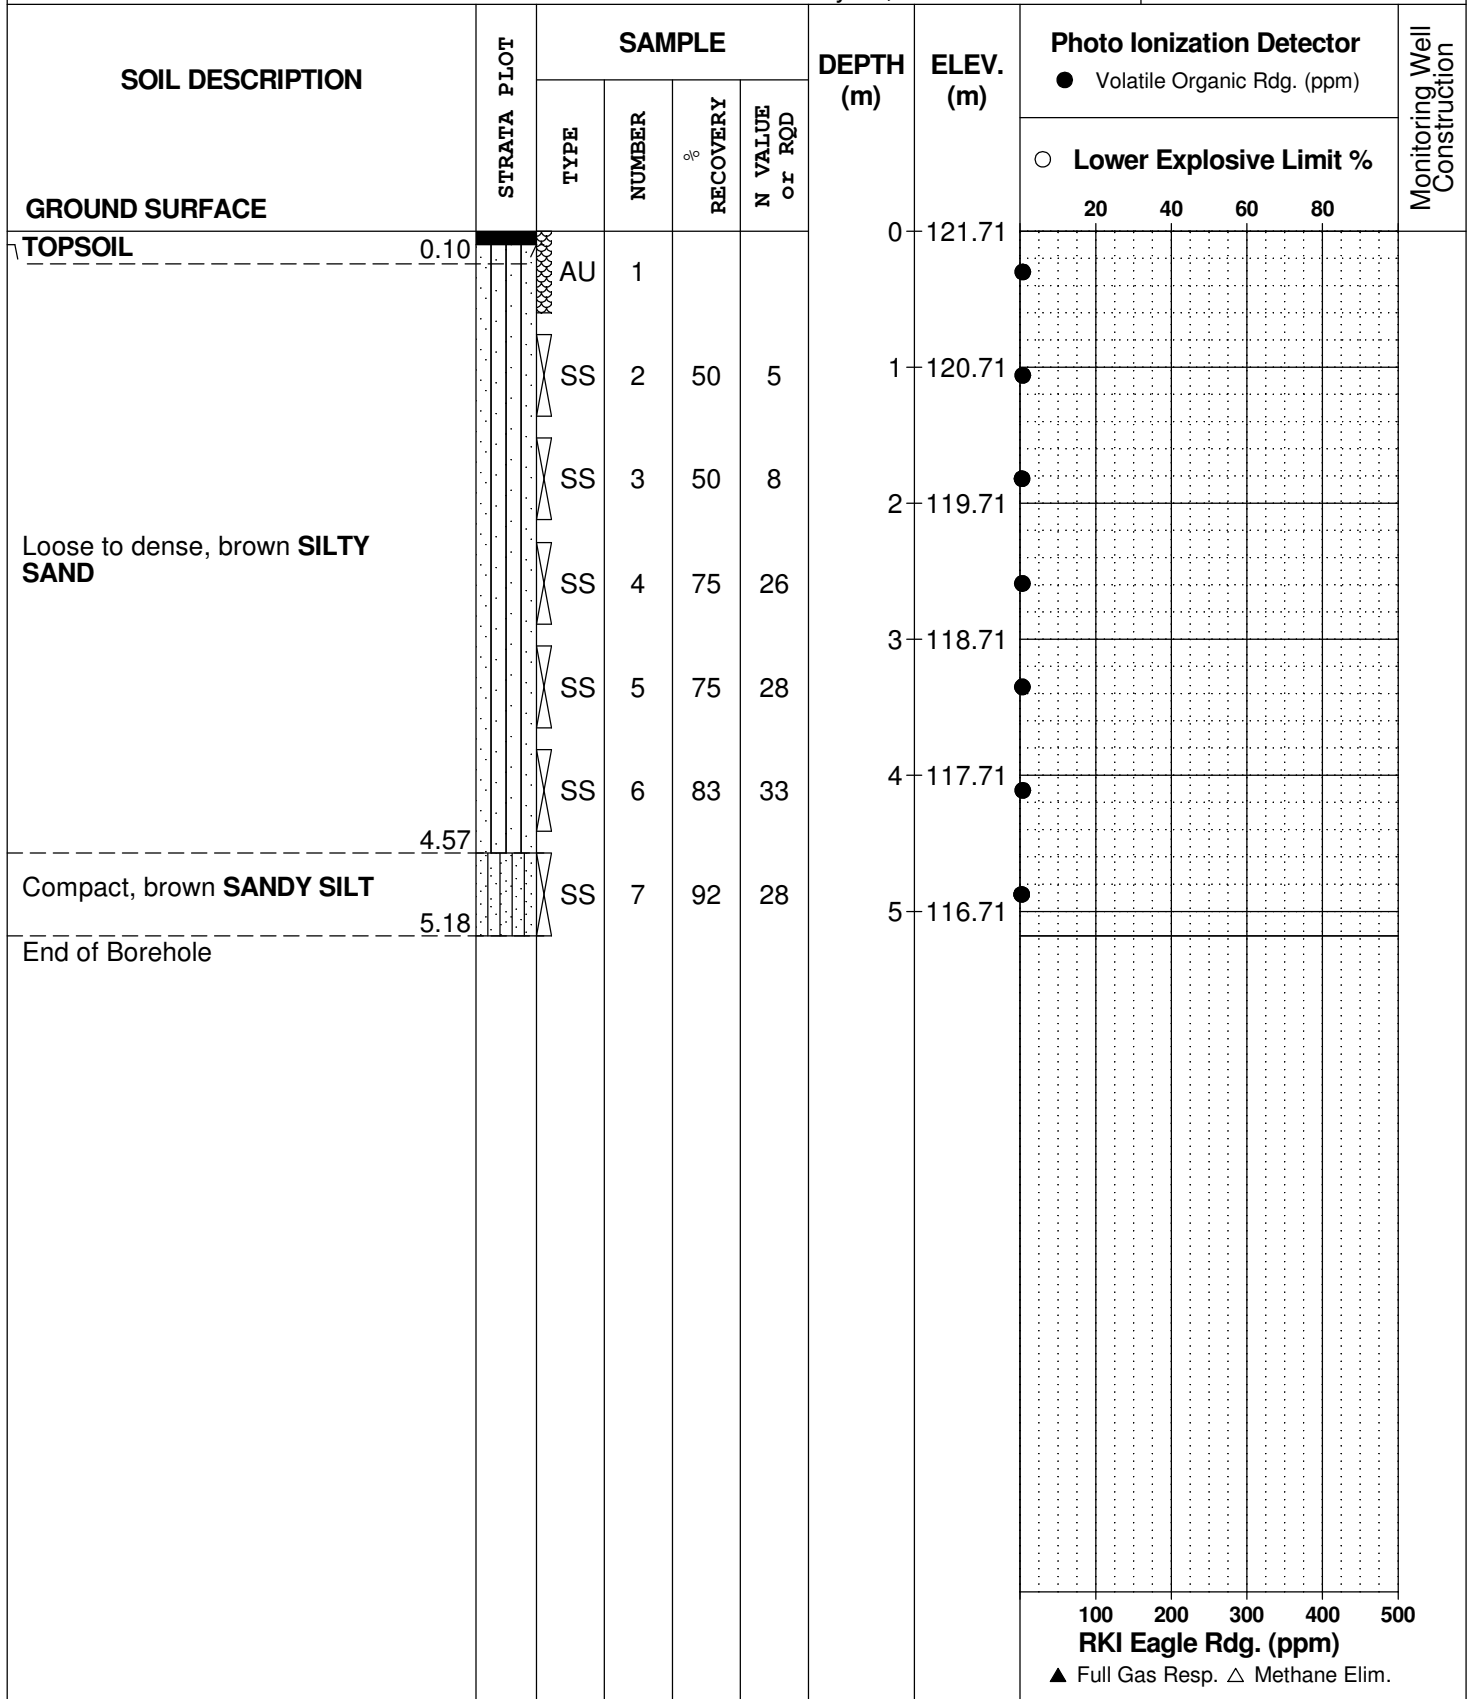 SOIL DESCRIPTION
GROUND SURFACE
STRATA PLOT
SAMPLE
TYPE
NUMBER
%
RECOVERY
N VALUE
or RQD
DEPTH
(m)
ELEV.
(m)
Photo Ionization Detector
● Volatile Organic Rdg. (ppm)
○ Lower Explosive Limit %
20 40 60 80
Monitoring Well
Construction
0 121.71
TOPSOIL 0.10
AU 1
1 120.71
SS 2 50 5
SS 3 50 8
2 119.71
Loose to dense, brown SILTY
SAND
SS 4 75 26
3 118.71
SS 5 75 28
4 117.71
SS 6 83 33
4.57
Compact, brown SANDY SILT
SS 7 92 28
5 116.71
5.18
End of Borehole
100 200 300 400 500
RKI Eagle Rdg. (ppm)
▲ Full Gas Resp. △ Methane Elim.